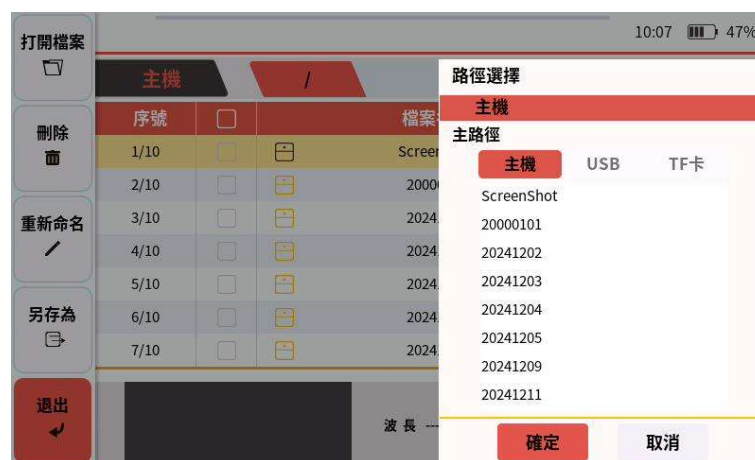 打開檔案
刪除
重新命名
另存為
退出
10:07 47%
主機 /
序號 檔案
1/10 Screen
2/10 2000
3/10 2024
4/10 2024
5/10 2024
6/10 2024
7/10 2024
波長 ---
路徑選擇
主機
主路徑
主機 USB TF卡
ScreenShot
20000101
20241202
20241203
20241204
20241205
20241209
20241211
確定 取消